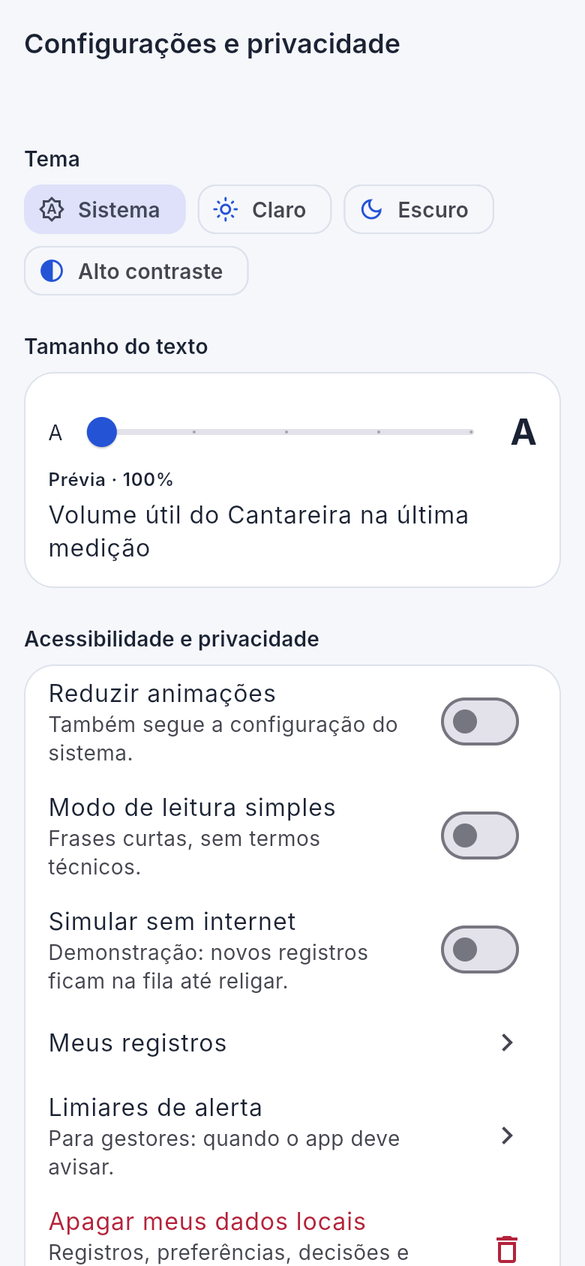 Configurações e privacidade
Tema
Sistema
Claro
Escuro
Alto contraste
Tamanho do texto
A
A
Prévia · 100%
Volume útil do Cantareira na última
medição
Acessibilidade e privacidade
Reduzir animações
Também segue a configuração do
sistema.
Modo de leitura simples
Frases curtas, sem termos
técnicos.
Simular sem internet
Demonstração: novos registros
ficam na fila até religar.
Meus registros
Limiares de alerta
Para gestores: quando o app deve
avisar.
Apagar meus dados locais
Registros, preferências, decisões e